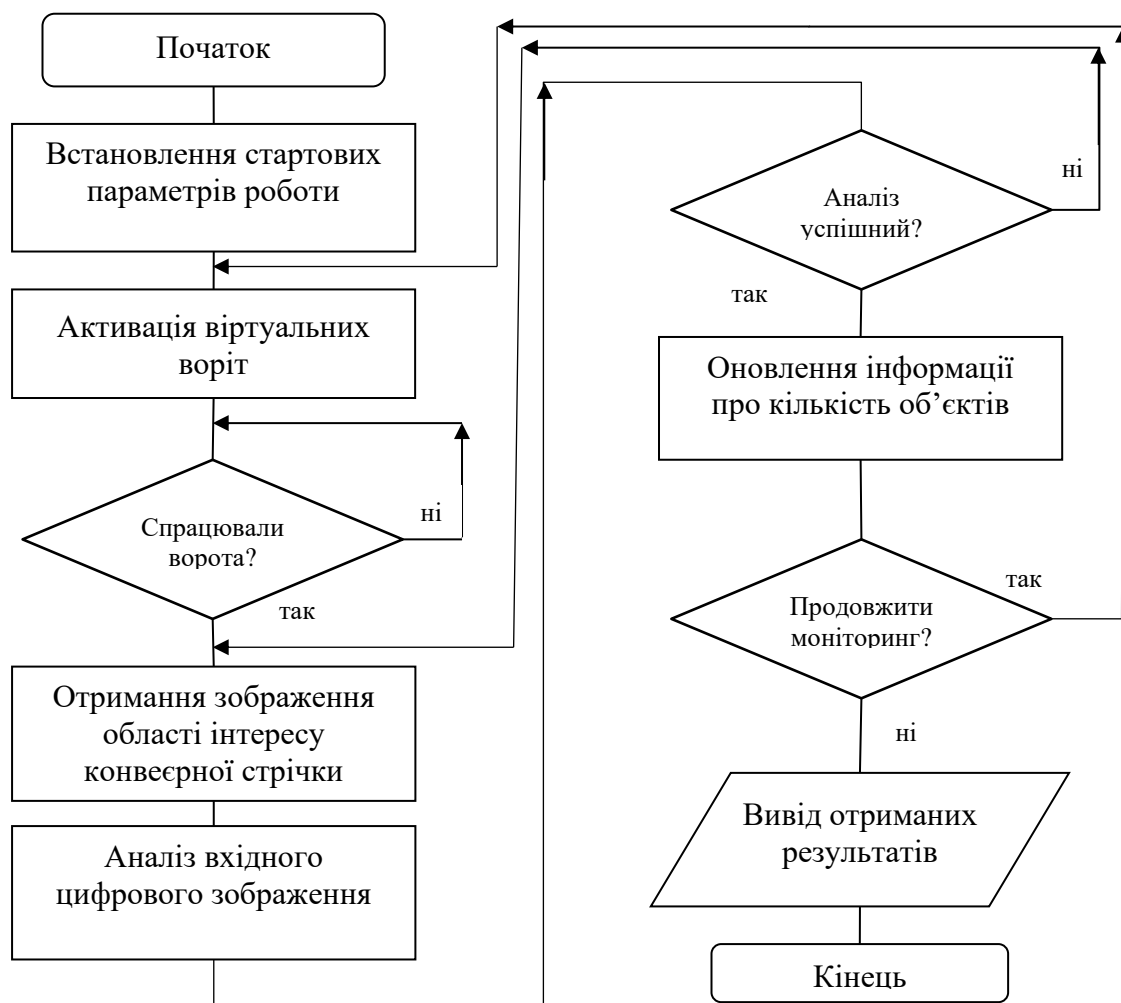 Початок
Встановлення стартових
параметрів роботи
Активація віртуальних
воріт
Спрацювали
ворота?
ні
так
Отримання зображення
області інтересу
конвеєрної стрічки
Аналіз вхідного
цифрового зображення
Аналіз
успішний?
ні
так
Оновлення інформації
про кількість об’єктів
Продовжити
моніторинг?
так
ні
Вивід отриманих
результатів
Кінець